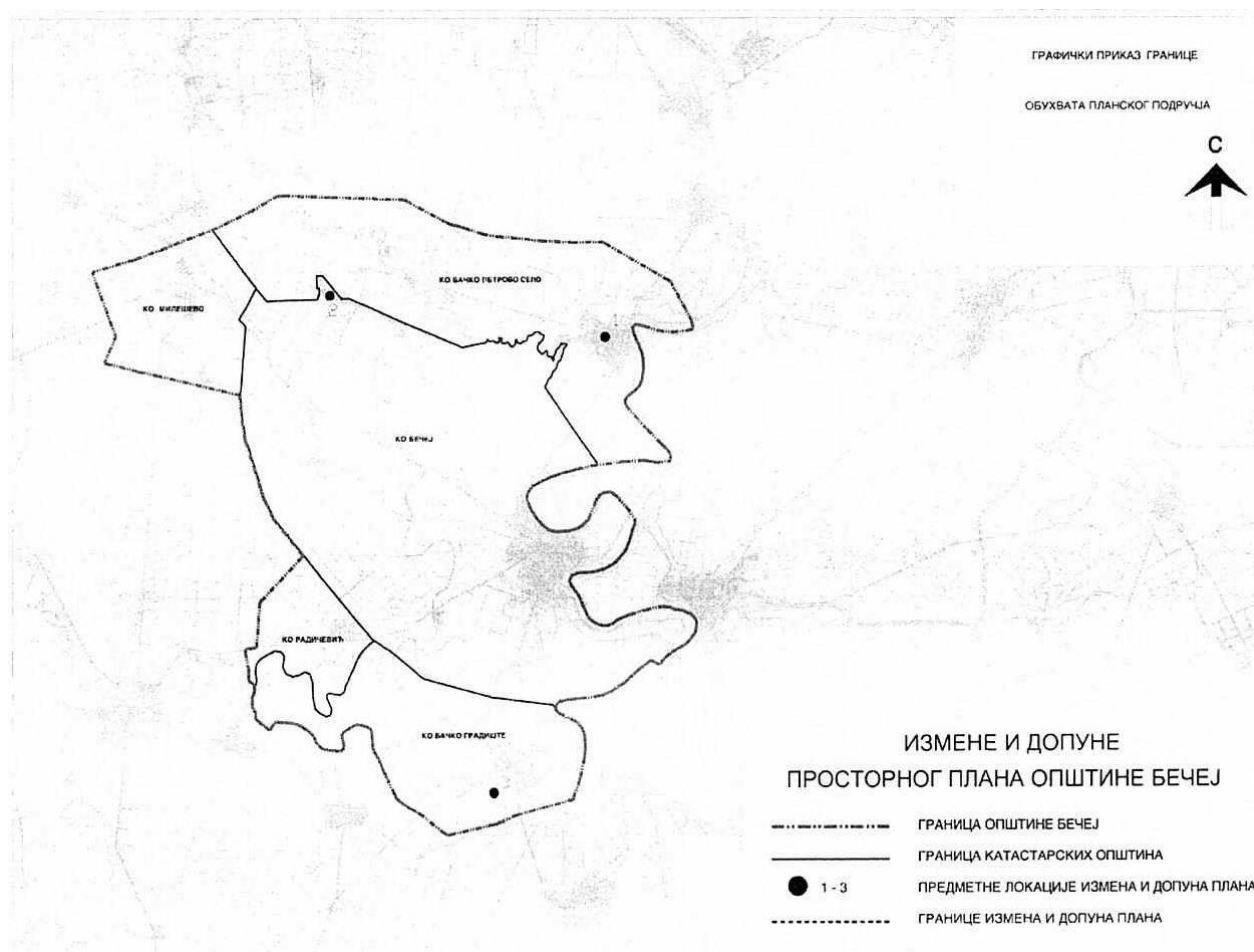 ГРАФИЧКИ ПРИКАЗ ГРАНИЦЕ
ОБУХВАТА ПЛАНСКОГ ПОДРУЧЈА
С
КО БАЧКО ПЕТРОВО СЕЛО
КО МИЛЕШЕВО
2
1
КО БЕЧЕЈ
КО РАДИЧЕВИЋ
КО БАЧКО ГРАДИШТЕ
ИЗМЕНЕ И ДОПУНЕ
ПРОСТОРНОГ ПЛАНА ОПШТИНЕ БЕЧЕЈ
ГРАНИЦА ОПШТИНЕ БЕЧЕЈ
ГРАНИЦА КАТАСТАРСКИХ ОПШТИНА
1 - 3 ПРЕДМЕТНЕ ЛОКАЦИЈЕ ИЗМЕНА И ДОПУНА ПЛАНА
ГРАНИЦЕ ИЗМЕНА И ДОПУНА ПЛАНА